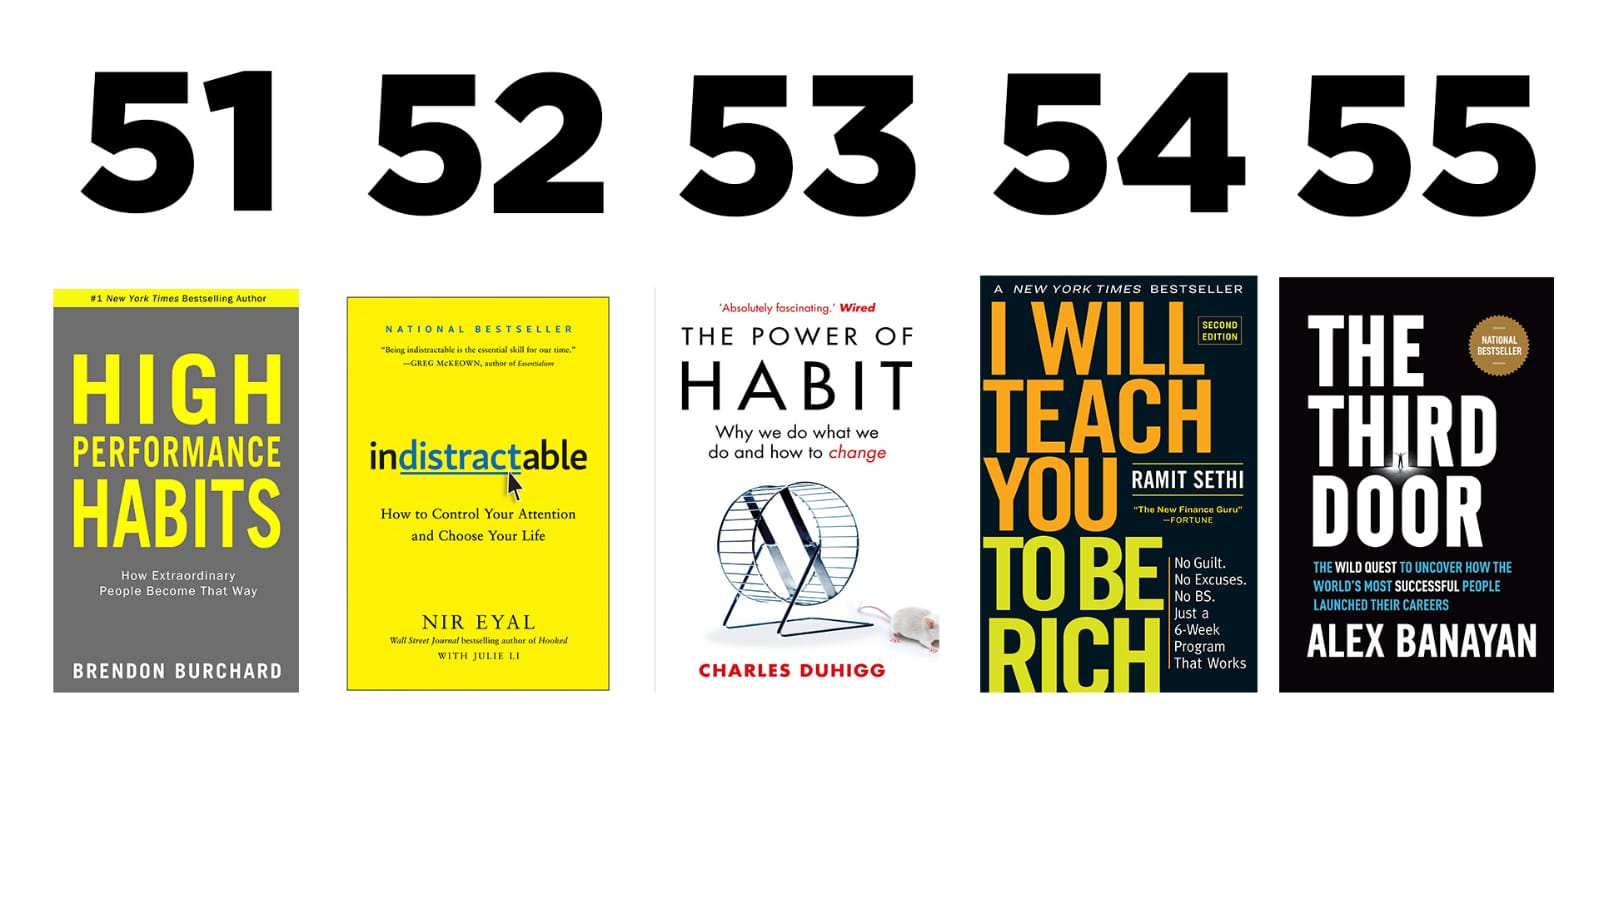 51 52 53 54 55
#1 New York Times Bestselling Author
HIGH
PERFORMANCE
HABITS
How Extraordinary
People Become That Way
BRENDON BURCHARD
NATIONAL BESTSELLER
“Being indistractable is the essential skill for our time.”
—GREG McKEOWN, author of Essentialism
indistractable
How to Control Your Attention
and Choose Your Life
NIR EYAL
Wall Street Journal bestselling author of Hooked
WITH JULIE LI
‘Absolutely fascinating.’ Wired
THE POWER OF
HABIT
Why we do what we
do and how to change
CHARLES DUHIGG
A NEW YORK TIMES BESTSELLER
I WILL
TEACH
YOU
TO BE
RICH
SECOND
EDITION
RAMIT SETHI
“The New Finance Guru”
—FORTUNE
No Guilt.
No Excuses.
No BS.
Just a
6-Week
Program
That Works
THE
THIRD
DOOR
NATIONAL
BESTSELLER
THE WILD QUEST TO UNCOVER HOW THE
WORLD'S MOST SUCCESSFUL PEOPLE
LAUNCHED THEIR CAREERS
ALEX BANAYAN